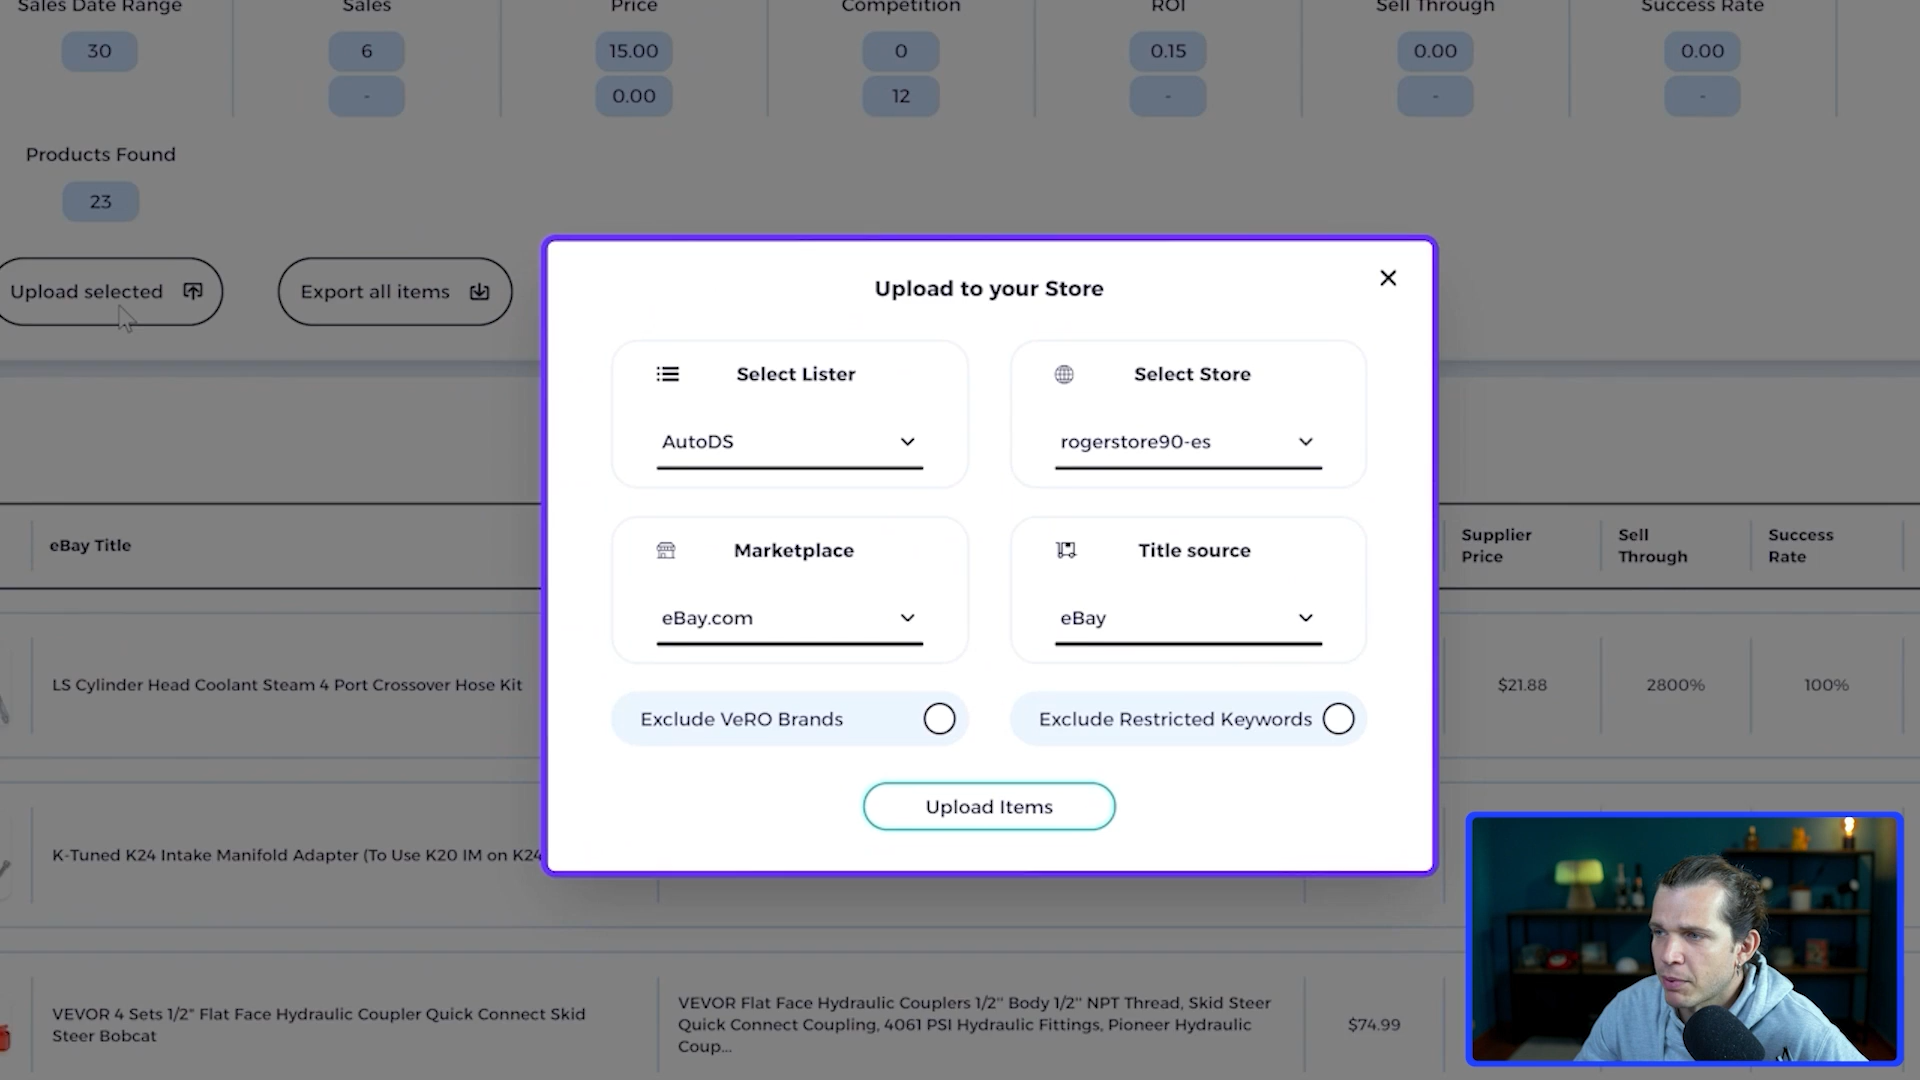 Sales Date Range Sales Price Competition ROI Sell Through Success Rate
30 6 15.00 0 0.15 0.00 0.00
- 0.00 12 - - -
Products Found
23
Upload selected Export all items
Upload to your Store
Select Lister Select Store
AutoDS rogerstore90-es
Marketplace Title source
eBay.com eBay
Exclude VeRO Brands Exclude Restricted Keywords
Upload Items
eBay Title
Supplier
Price
Sell
Through
Success
Rate
LS Cylinder Head Coolant Steam 4 Port Crossover Hose Kit
$21.88 2800% 100%
K-Tuned K24 Intake Manifold Adapter (To Use K20 IM on K24
VEVOR 4 Sets 1/2" Flat Face Hydraulic Coupler Quick Connect Skid
Steer Bobcat
VEVOR Flat Face Hydraulic Couplers 1/2'' Body 1/2'' NPT Thread, Skid Steer
Quick Connect Coupling, 4061 PSI Hydraulic Fittings, Pioneer Hydraulic
Coup...
$74.99